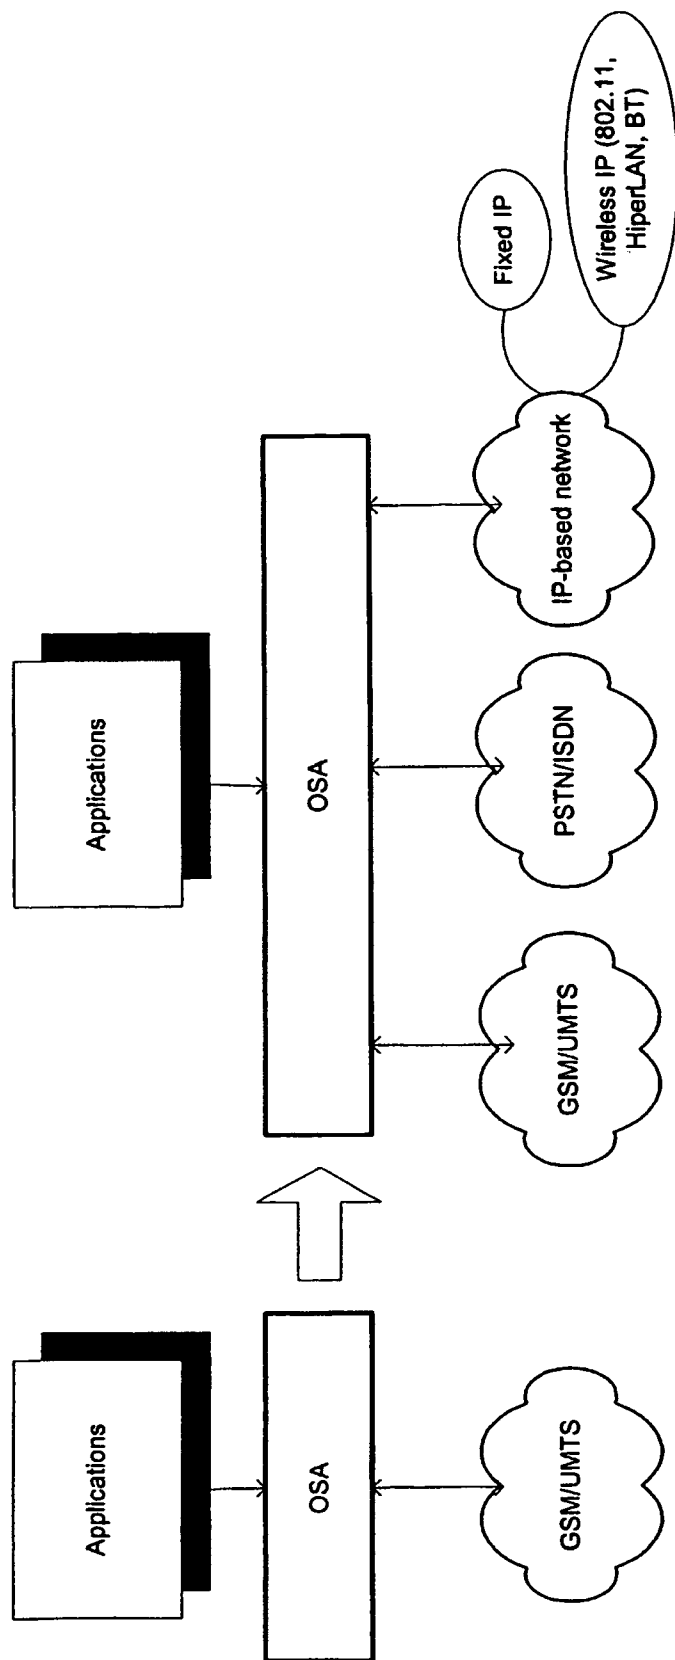 Applications
OSA
GSM/UMTS
Applications
OSA
GSM/UMTS
PSTN/ISDN
IP-based network
Fixed IP
Wireless IP (802.11,
HiperLAN, BT)